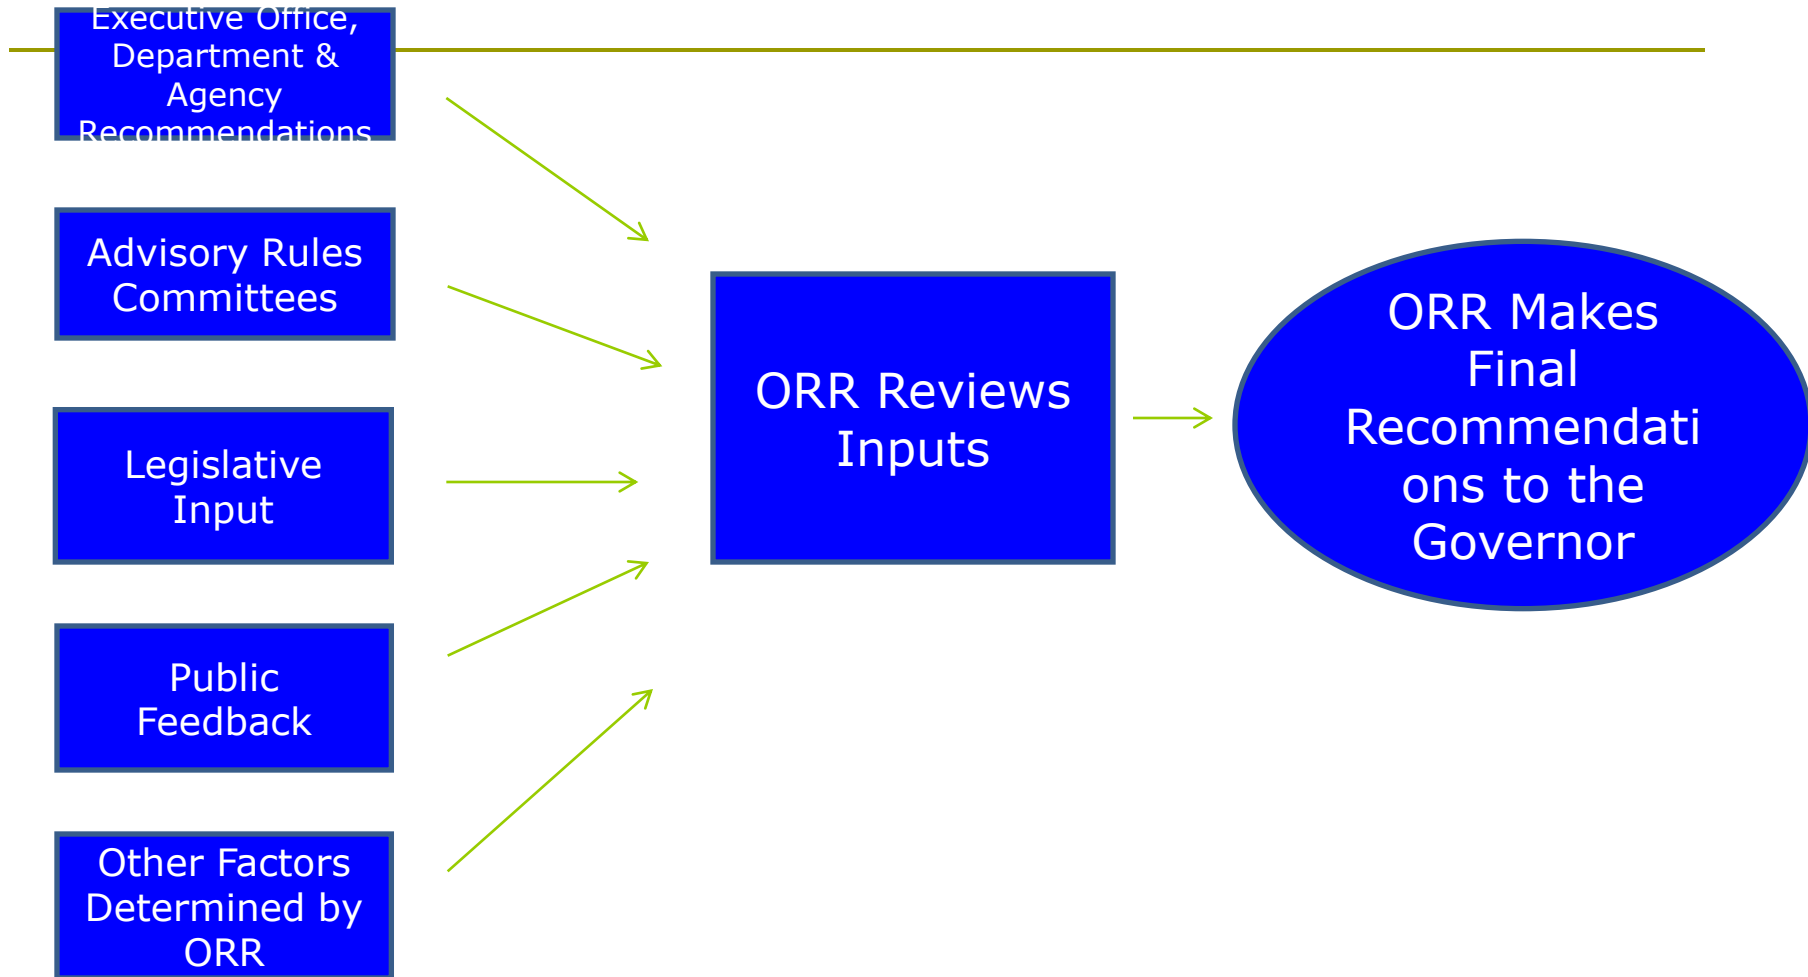 Executive Office,
Department &
Agency
Recommendations
Advisory Rules
Committees
Legislative
Input
Public
Feedback
Other Factors
Determined by
ORR
ORR Reviews
Inputs
ORR Makes
Final
Recommendati
ons to the
Governor